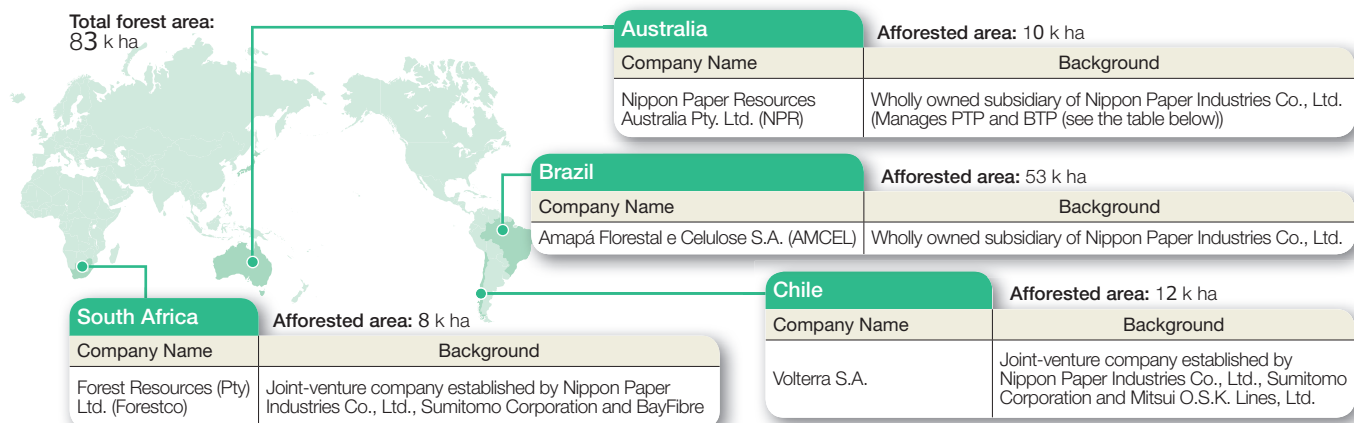 Total forest area:
83 k ha
Australia
Afforested area: 10 k ha
Company Name
Background
Nippon Paper Resources
Australia Pty. Ltd. (NPR)
Wholly owned subsidiary of Nippon Paper Industries Co., Ltd.
(Manages PTP and BTP (see the table below))
Brazil
Afforested area: 53 k ha
Company Name
Background
Amapá Florestal e Celulose S.A. (AMCEL)
Wholly owned subsidiary of Nippon Paper Industries Co., Ltd.
Chile
Afforested area: 12 k ha
Company Name
Background
Volterra S.A.
Joint-venture company established by
Nippon Paper Industries Co., Ltd., Sumitomo
Corporation and Mitsui O.S.K. Lines, Ltd.
South Africa
Afforested area: 8 k ha
Company Name
Background
Forest Resources (Pty)
Ltd. (Forestco)
Joint-venture company established by Nippon Paper
Industries Co., Ltd., Sumitomo Corporation and BayFibre